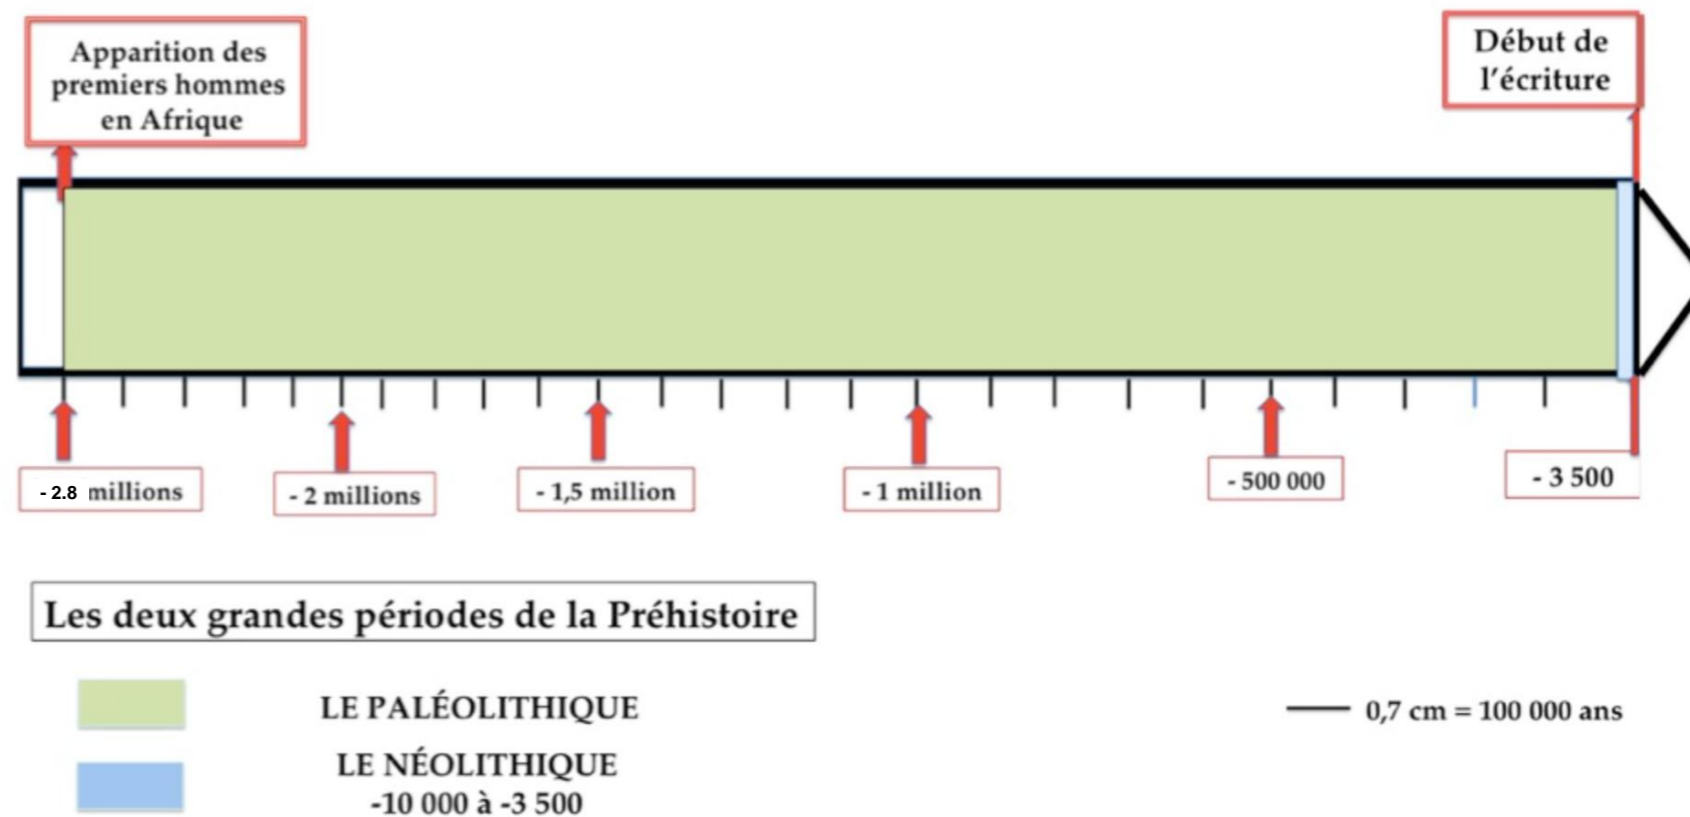 Apparition des
premiers hommes
en Afrique
Début de
l'écriture
- 2.8 millions
- 2 millions
- 1,5 million
- 1 million
- 500 000
- 3 500
Les deux grandes périodes de la Préhistoire
LE PALÉOLITHIQUE
LE NÉOLITHIQUE
-10 000 à -3 500
0,7 cm = 100 000 ans